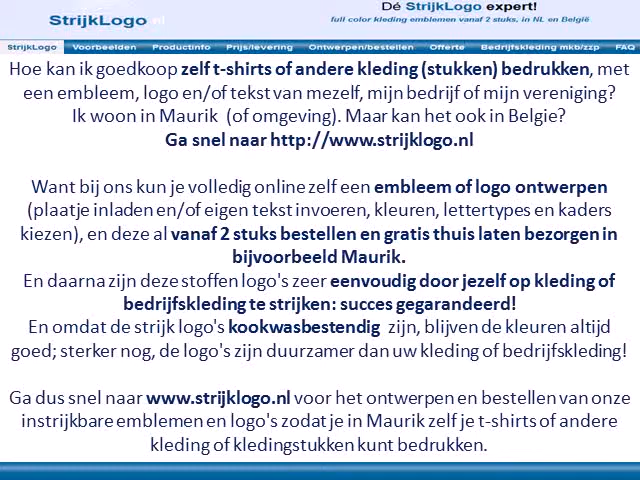 Dé StrijkLogo expert!
StrijkLogo.nl
full color kleding emblemen vanaf 2 stuks, in NL en België
StrijkLogo Voorbeelden Productinfo Prijs/levering Ontwerpen/bestellen Offerte Bedrijfskleding mkb/zzp FAQ
Hoe kan ik goedkoop zelf t-shirts of andere kleding (stukken) bedrukken, met
een embleem, logo en/of tekst van mezelf, mijn bedrijf of mijn vereniging?
Ik woon in Maurik (of omgeving). Maar kan het ook in Belgie?
Ga snel naar http://www.strijklogo.nl
Want bij ons kun je volledig online zelf een embleem of logo ontwerpen
(plaatje inladen en/of eigen tekst invoeren, kleuren, lettertypes en kaders
kiezen), en deze al vanaf 2 stuks bestellen en gratis thuis laten bezorgen in
bijvoorbeeld Maurik.
En daarna zijn deze stoffen logo's zeer eenvoudig door jezelf op kleding of
bedrijfskleding te strijken: succes gegarandeerd!
En omdat de strijk logo's kookwasbestendig zijn, blijven de kleuren altijd
goed; sterker nog, de logo's zijn duurzamer dan uw kleding of bedrijfskleding!
Ga dus snel naar www.strijklogo.nl voor het ontwerpen en bestellen van onze
instrijkbare emblemen en logo's zodat je in Maurik zelf je t-shirts of andere
kleding of kledingstukken kunt bedrukken.